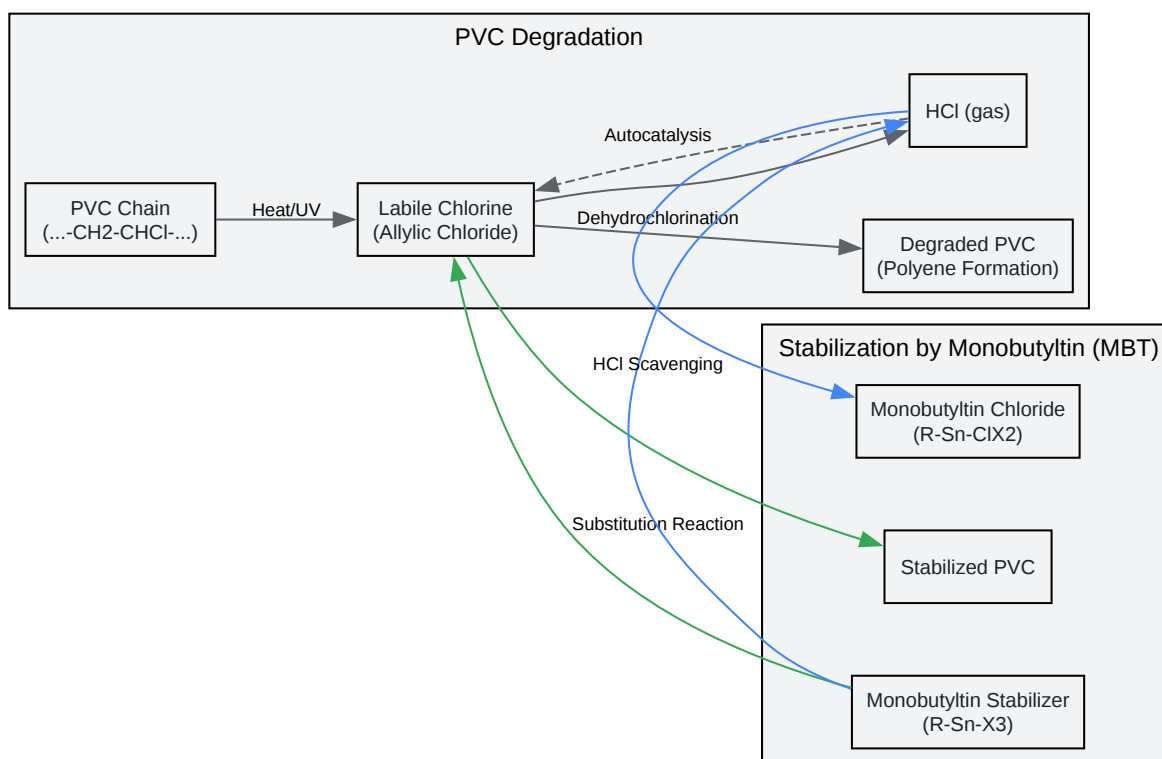 PVC Degradation
HCl (gas)
Autocatalysis
PVC Chain
(...-CH2-CHCl-...)
Heat/UV
Labile Chlorine
(Allylic Chloride)
Dehydrochlorination
Degraded PVC
(Polyene Formation)
Stabilization by Monobutyltin (MBT)
HCl Scavenging
Monobutyltin Chloride
(R-Sn-ClX2)
Substitution Reaction
Stabilized PVC
Monobutyltin Stabilizer
(R-Sn-X3)